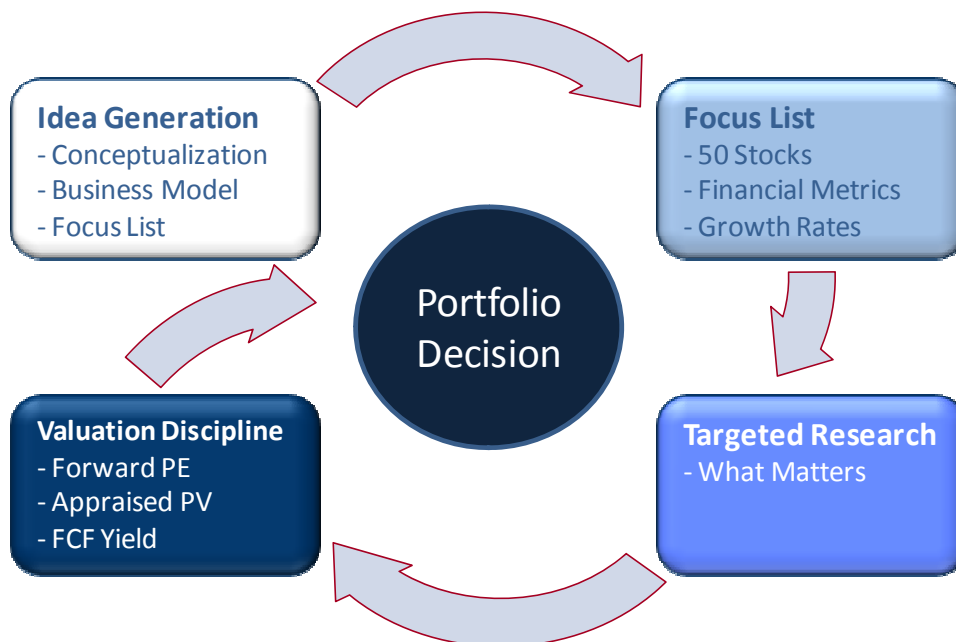 Idea Generation
- Conceptualization
- Business Model
- Focus List
Focus List
- 50 Stocks
- Financial Metrics
- Growth Rates
Portfolio
Decision
Valuation Discipline
- Forward PE
- Appraised PV
- FCF Yield
Targeted Research
- What Matters